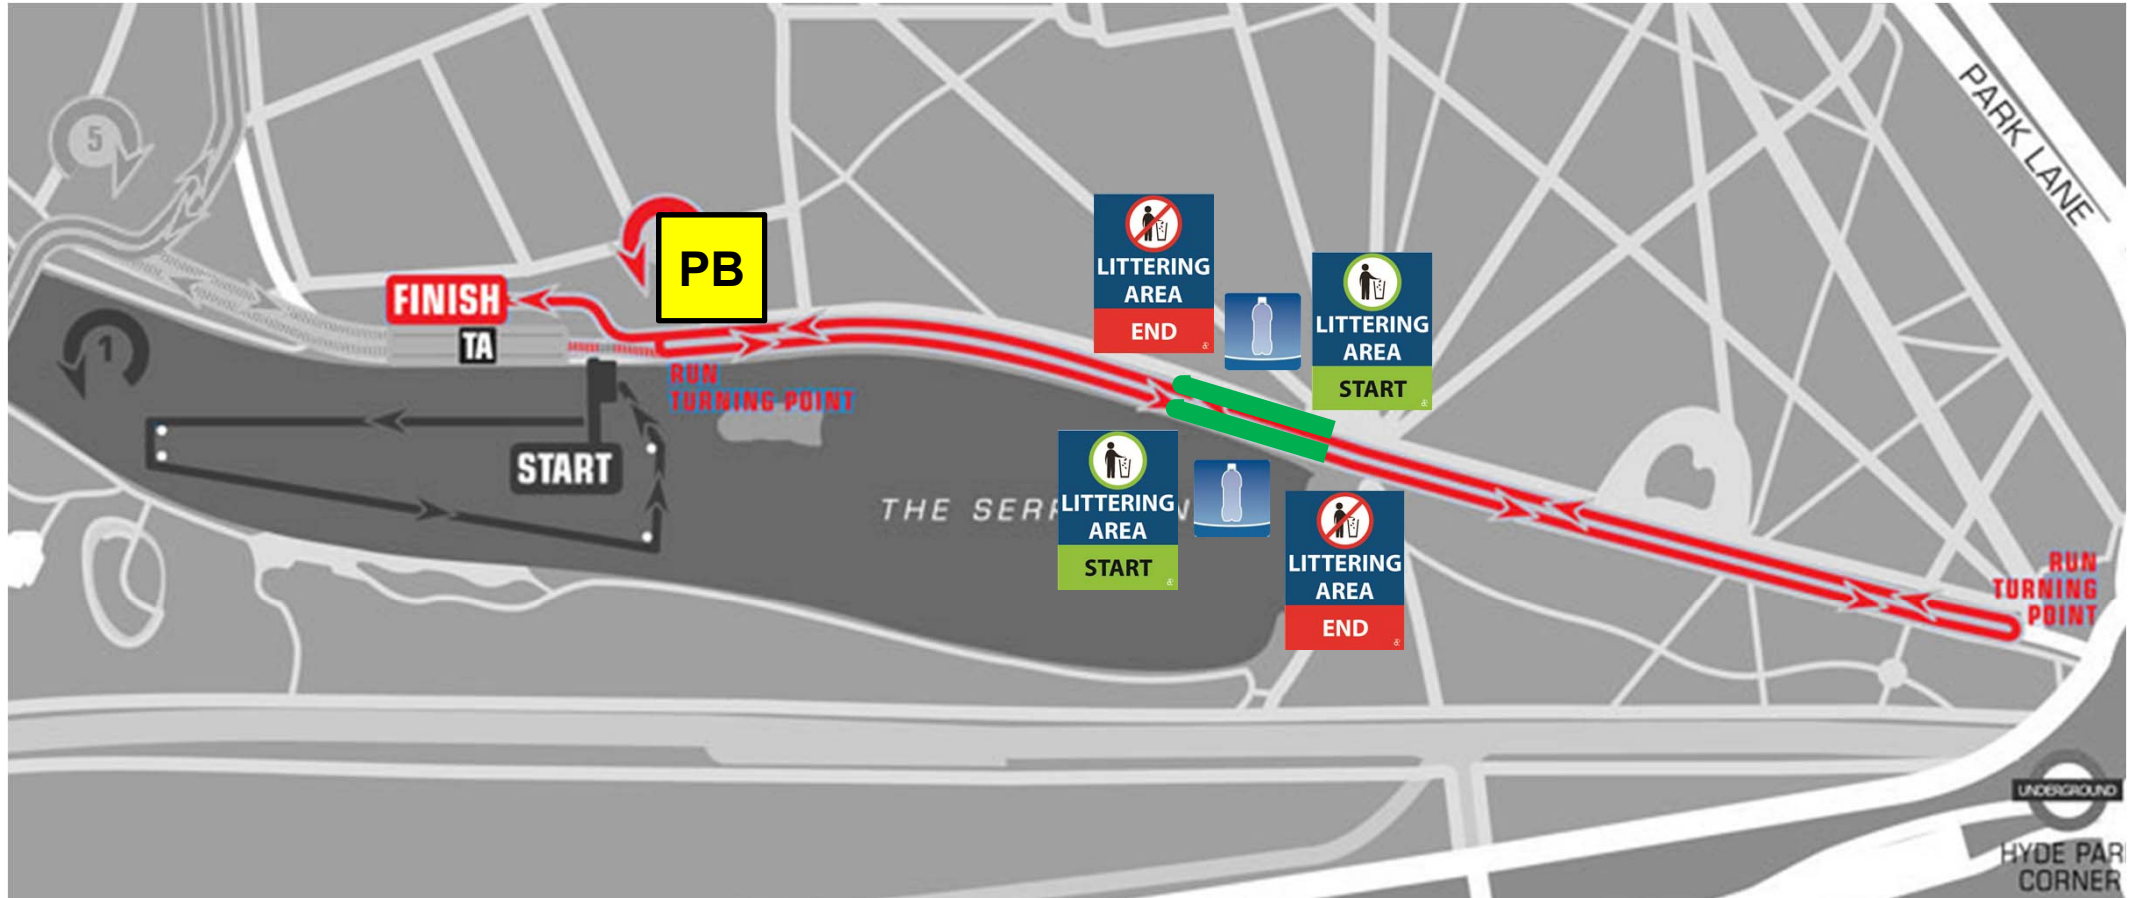 PARK LANE
5
PB
FINISH
TA
1
RUN
TURNING POINT
START
LITTERING
AREA
END
LITTERING
AREA
START
THE SER
LITTERING
AREA
START
LITTERING
AREA
END
RUN
TURNING
POINT
UNDERGROUND
HYDE PAR
CORNER